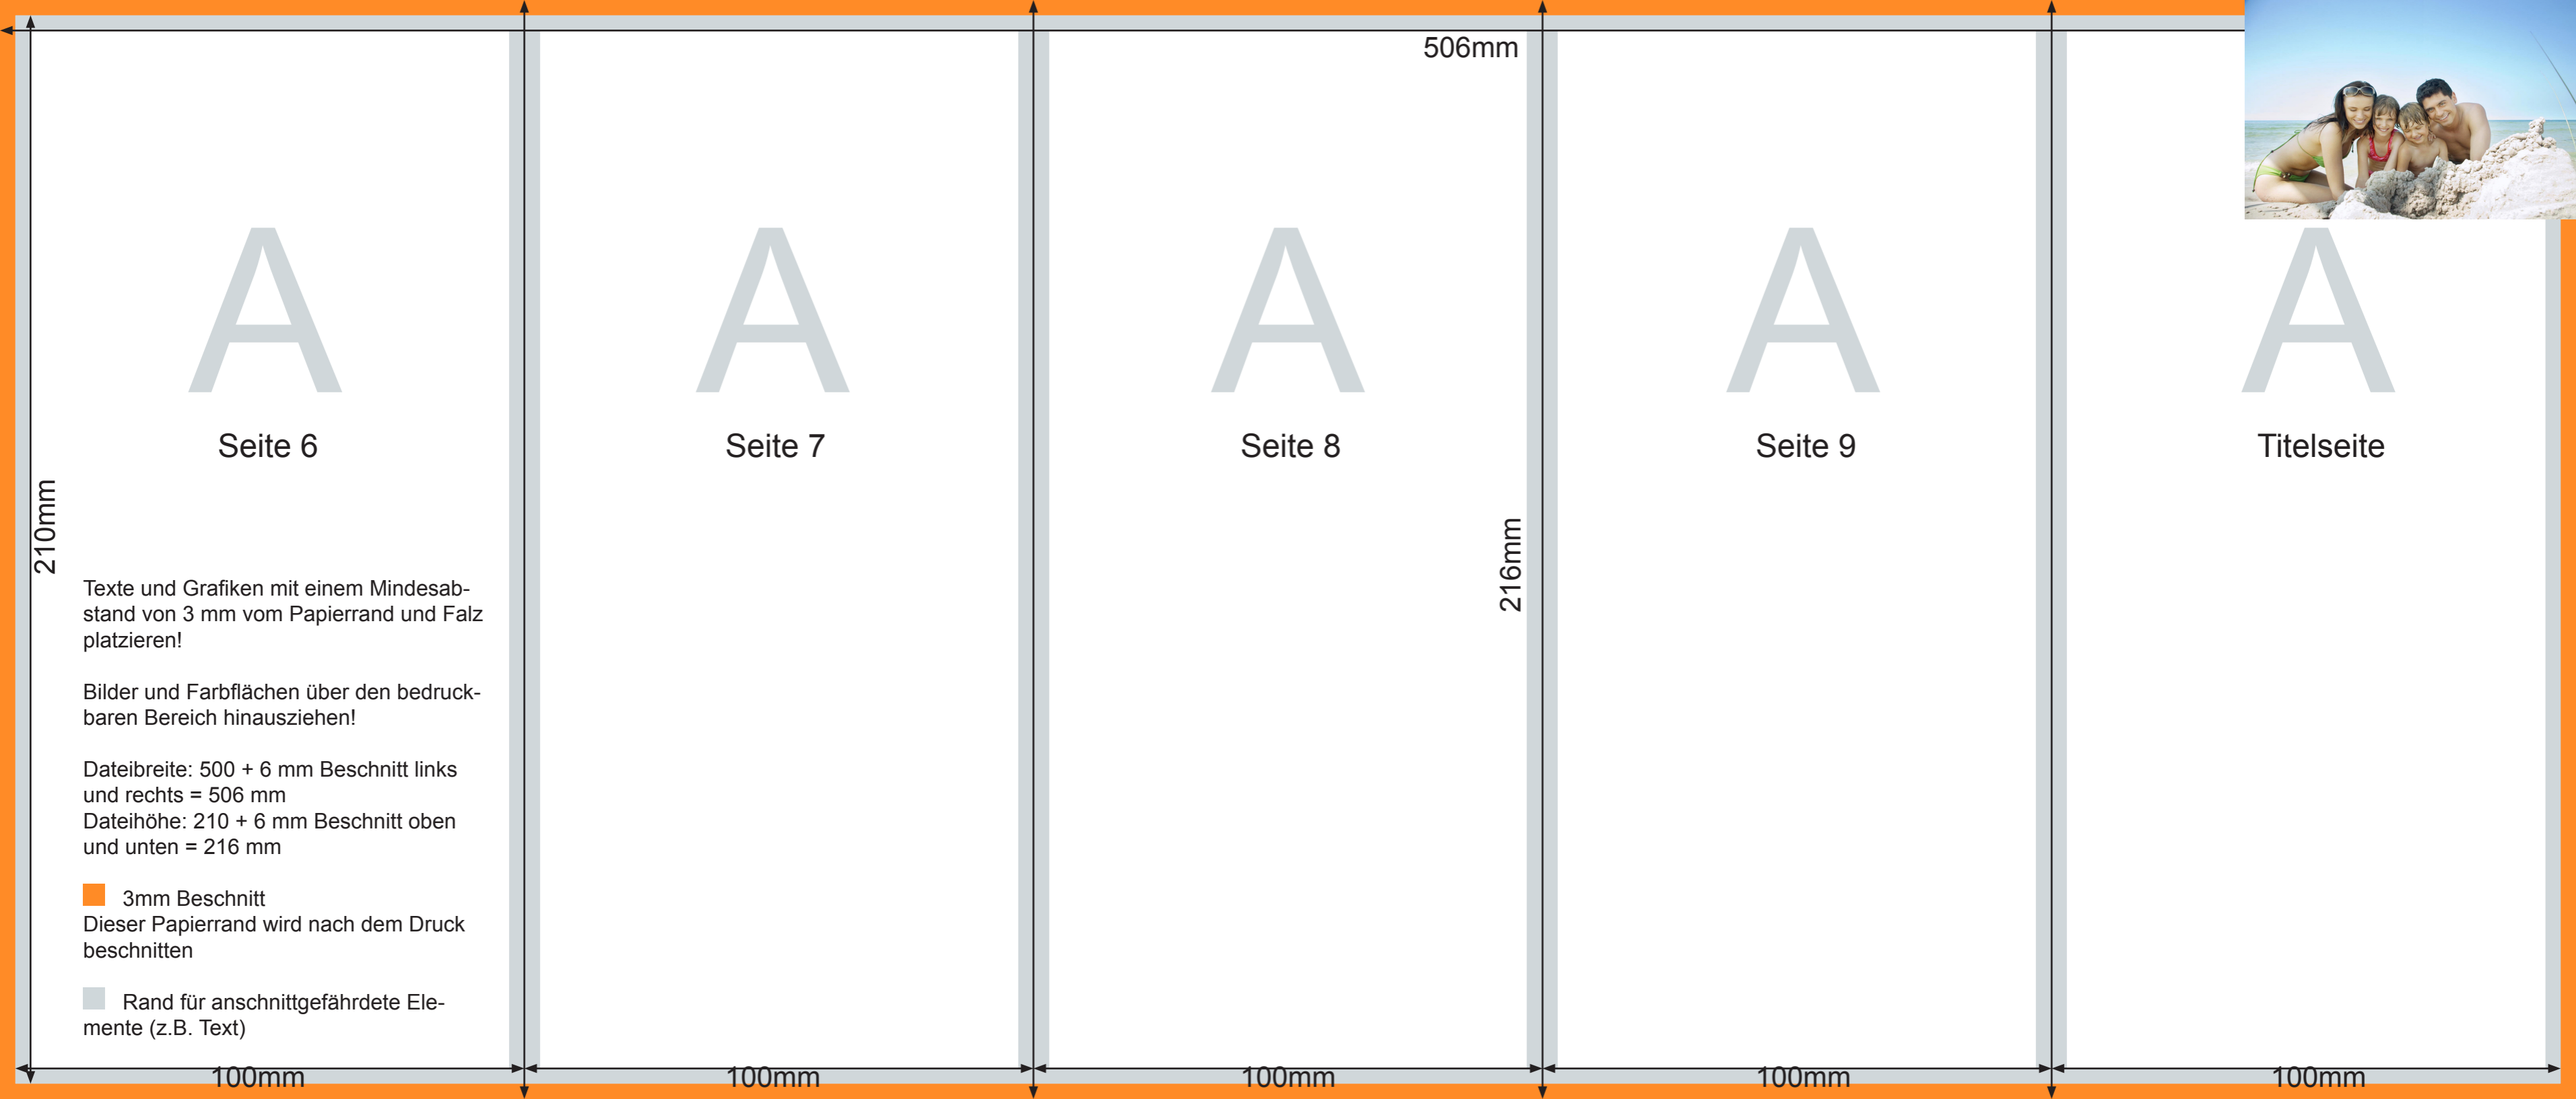 506mm
A
A
A
A
A
Seite 6
Seite 7
Seite 8
Seite 9
Titelseite
210mm
216mm
Texte und Grafiken mit einem Mindesab-
stand von 3 mm vom Papierrand und Falz
platzieren!
Bilder und Farbflächen über den bedruck-
baren Bereich hinausziehen!
Dateibreite: 500 + 6 mm Beschnitt links
und rechts = 506 mm
Dateihöhe: 210 + 6 mm Beschnitt oben
und unten = 216 mm
3mm Beschnitt
Dieser Papierrand wird nach dem Druck
beschnitten
Rand für anschnittgefährdete Ele-
mente (z.B. Text)
100mm
100mm
100mm
100mm
100mm